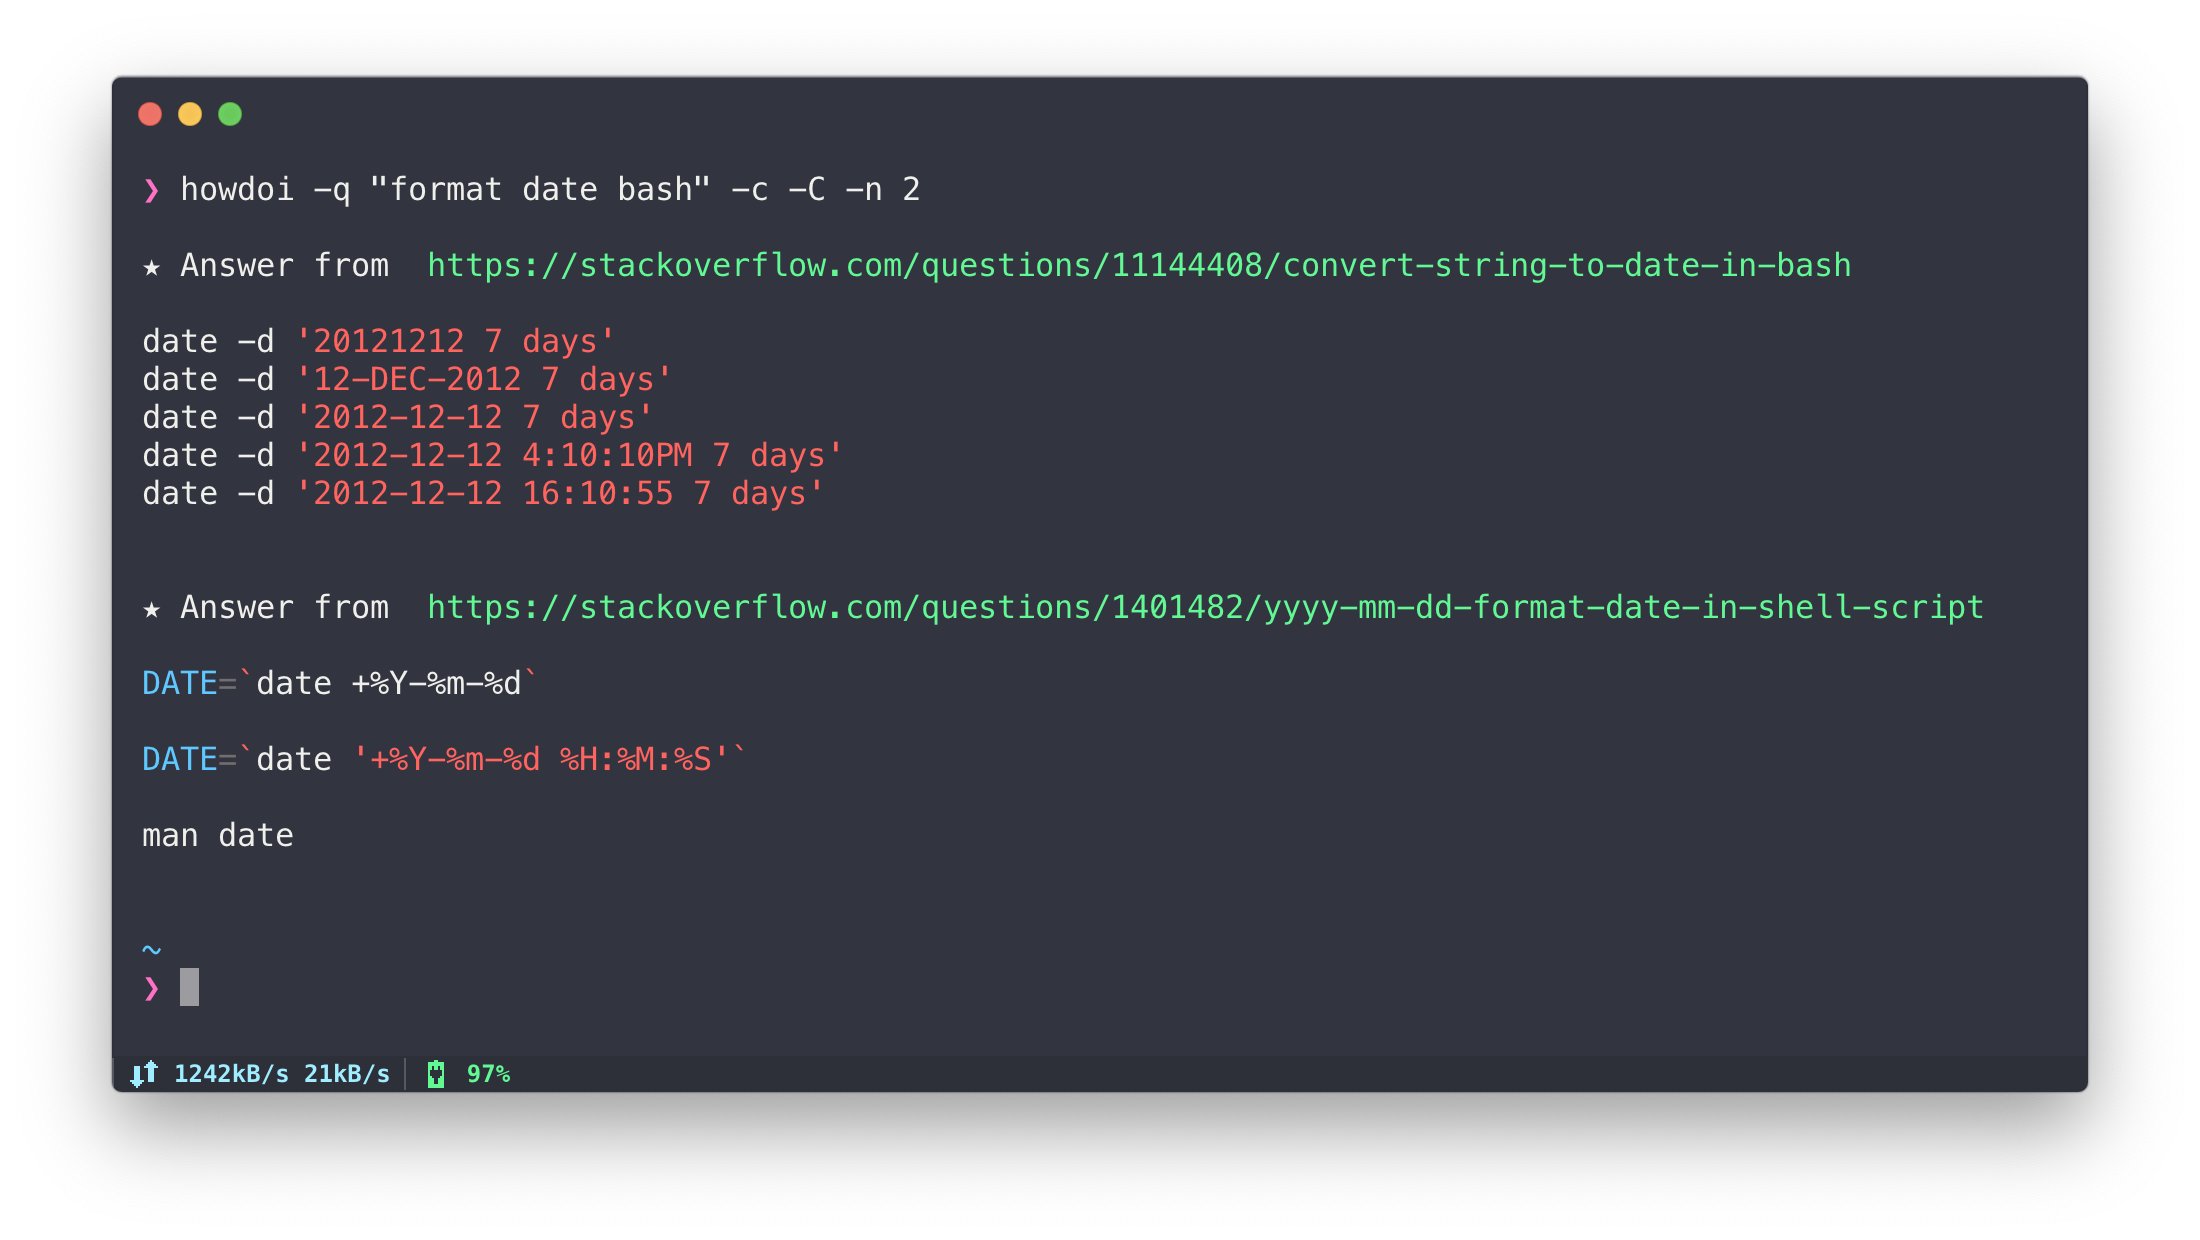 ❯ howdoi -q "format date bash" -c -C -n 2
★ Answer from  https://stackoverflow.com/questions/11144408/convert-string-to-date-in-bash
date -d '20121212 7 days'
date -d '12-DEC-2012 7 days'
date -d '2012-12-12 7 days'
date -d '2012-12-12 4:10:10PM 7 days'
date -d '2012-12-12 16:10:55 7 days'
★ Answer from  https://stackoverflow.com/questions/1401482/yyyy-mm-dd-format-date-in-shell-script
DATE=`date +%Y-%m-%d`
DATE=`date '+%Y-%m-%d %H:%M:%S'`
man date
~
❯
1242kB/s 21kB/s 97%